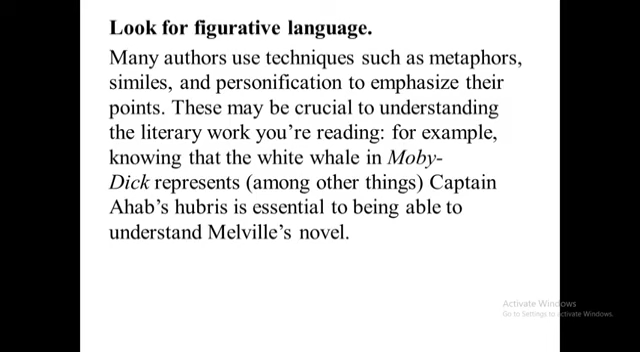 Look for figurative language.
Many authors use techniques such as metaphors,
similes, and personification to emphasize their
points. These may be crucial to understanding
the literary work you’re reading: for example,
knowing that the white whale in Moby-
Dick represents (among other things) Captain
Ahab’s hubris is essential to being able to
understand Melville’s novel.
Activate Windows
Go to Settings to activate Windows.